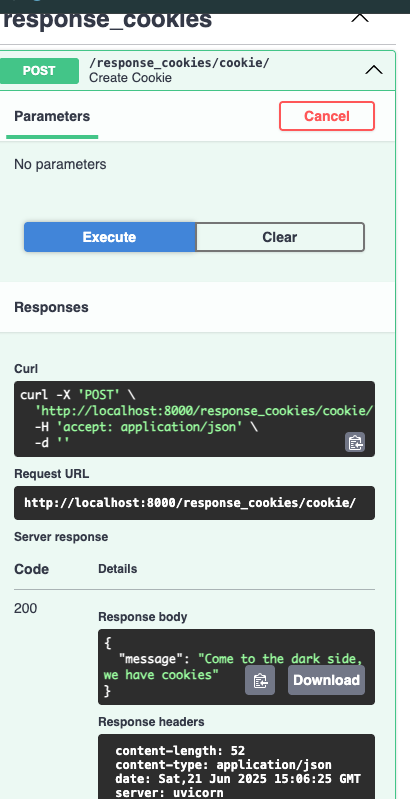 response_cookies
POST
/response_cookies/cookie/
Create Cookie
Parameters
Cancel
No parameters
Execute
Clear
Responses
Curl
curl -X 'POST' \
'http://localhost:8000/response_cookies/cookie/
-H 'accept: application/json' \
-d ''
Request URL
http://localhost:8000/response_cookies/cookie/
Server response
Code
Details
200
Response body
{
"message": "Come to the dark side,
we have cookies"
}
Download
Response headers
content-length: 52
content-type: application/json
date: Sat,21 Jun 2025 15:06:25 GMT
server: uvicorn